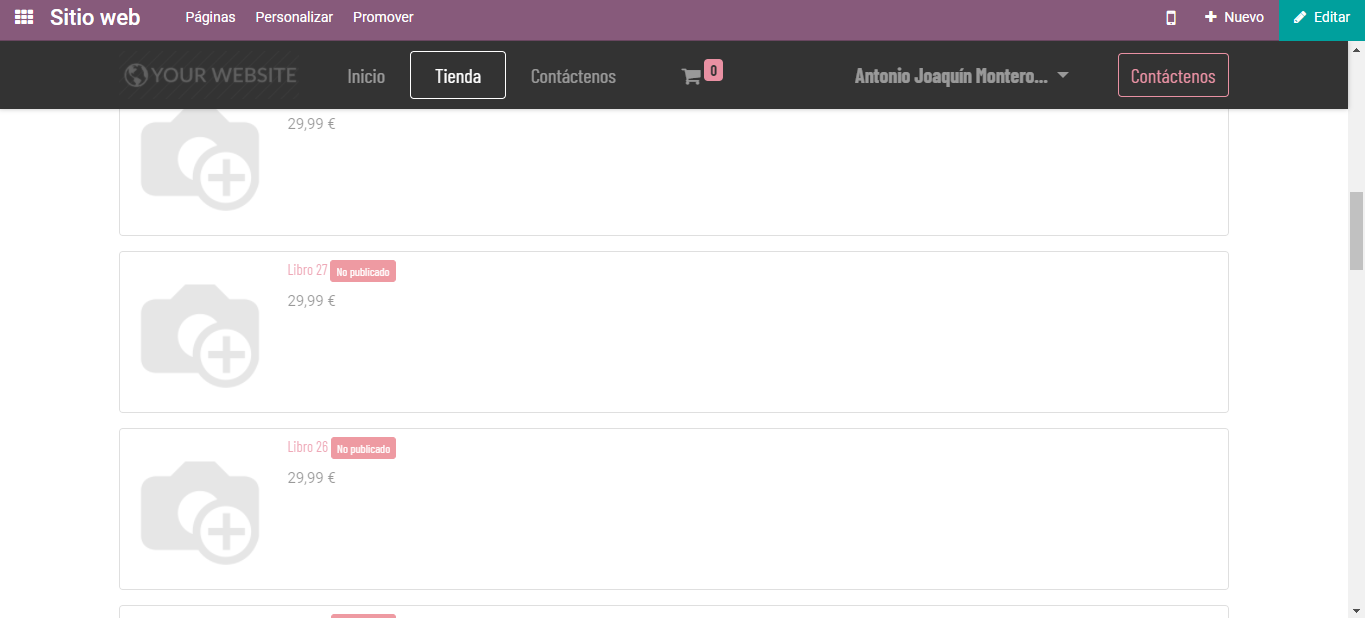 Sitio web Páginas Personalizar Promover Nuevo Editar
YOUR WEBSITE Inicio Tienda Contáctenos 0 Antonio Joaquín Montero... Contáctenos
29,99 €
Libro 27 No publicado
29,99 €
Libro 26 No publicado
29,99 €